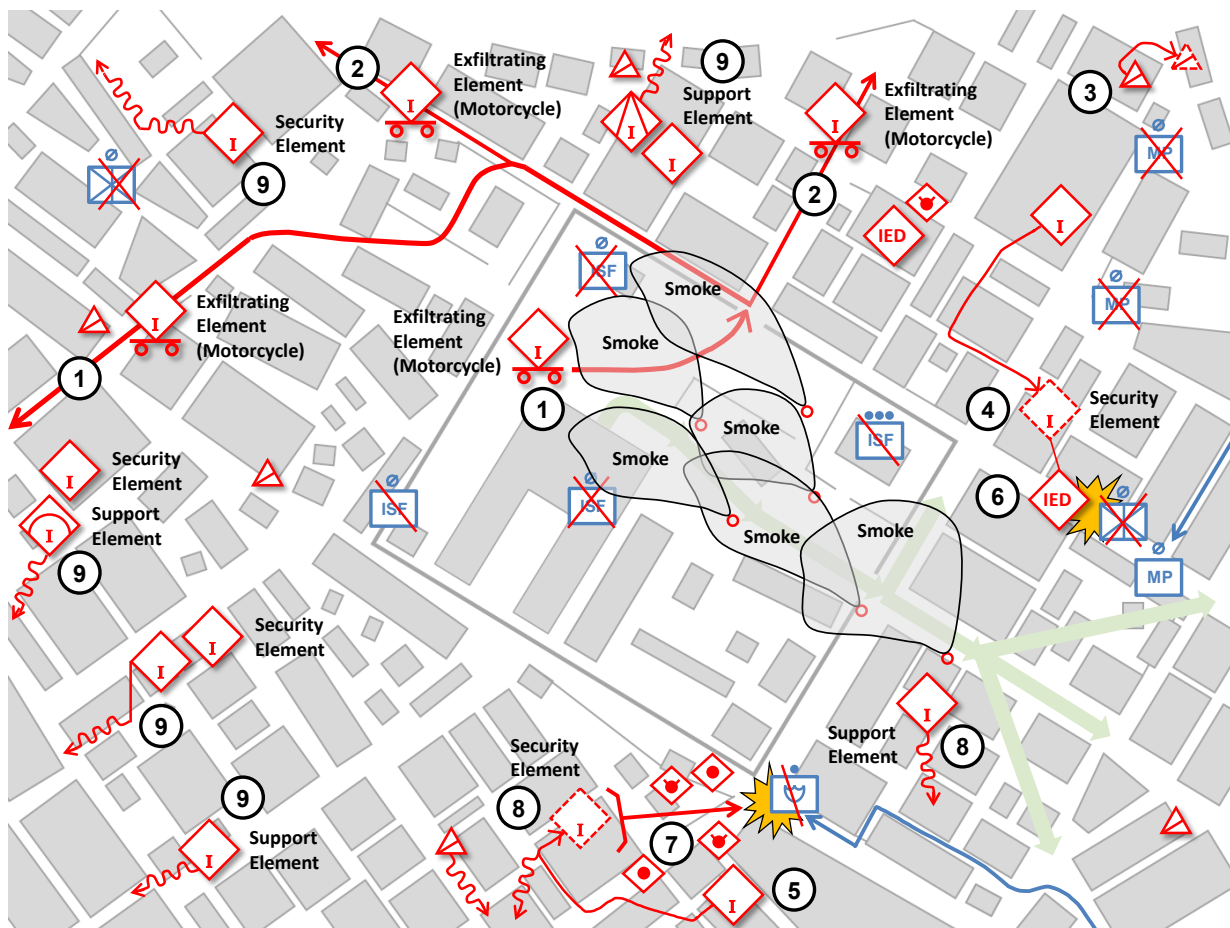 2
Exfiltrating
Element
(Motorcycle)
I
9
Support
Element
I
I
I
Exfiltrating
Element
(Motorcycle)
2
3
MP
I
Security
Element
9
IED
I
ISF
Smoke
MP
I
Exfiltrating
Element
(Motorcycle)
1
Exfiltrating
Element
(Motorcycle)
I
1
Smoke
Smoke
ISF
4
I
Security
Element
I
Security
Element
I
Support
Element
9
ISF
Smoke
ISF
Smoke
Smoke
6
IED
MP
I
I
Security
Element
9
I
Support
Element
8
Security
Element
8
I
7
9
I
Support
Element
I
5